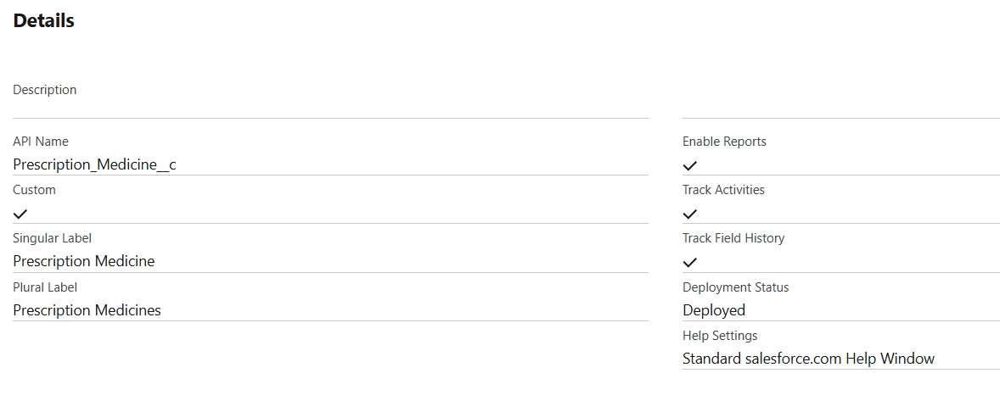 Details
Description
API Name
Prescription_Medicine__c
Custom
Singular Label
Prescription Medicine
Plural Label
Prescription Medicines
Enable Reports
Track Activities
Track Field History
Deployment Status
Deployed
Help Settings
Standard salesforce.com Help Window